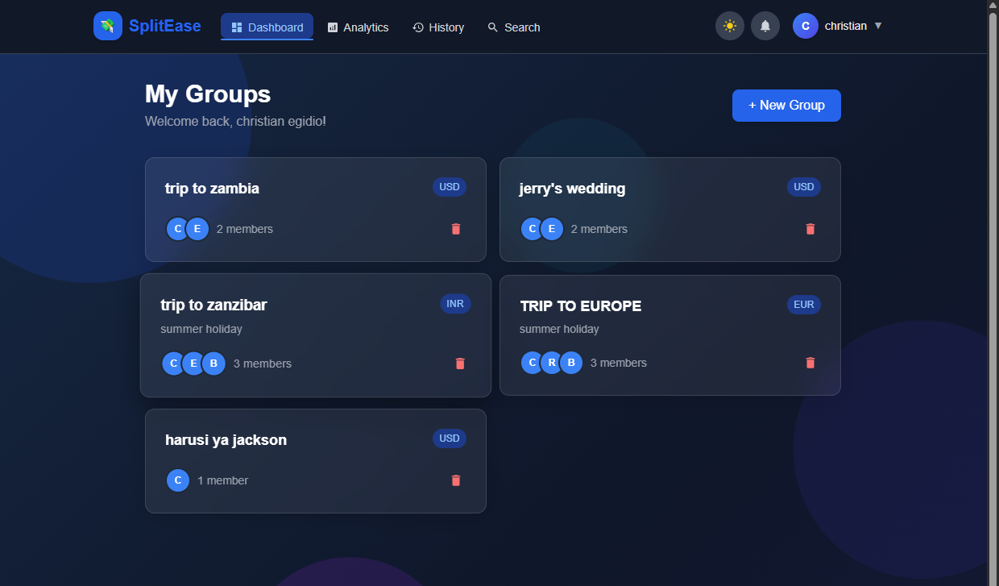 SplitEase
Dashboard
Analytics
History
Search
C
christian ▼
My Groups
Welcome back, christian egidio!
+ New Group
trip to zambia
USD
C E 2 members
jerry's wedding
USD
C E 2 members
trip to zanzibar
INR
summer holiday
C E B 3 members
TRIP TO EUROPE
EUR
summer holiday
C R B 3 members
harusi ya jackson
USD
C 1 member